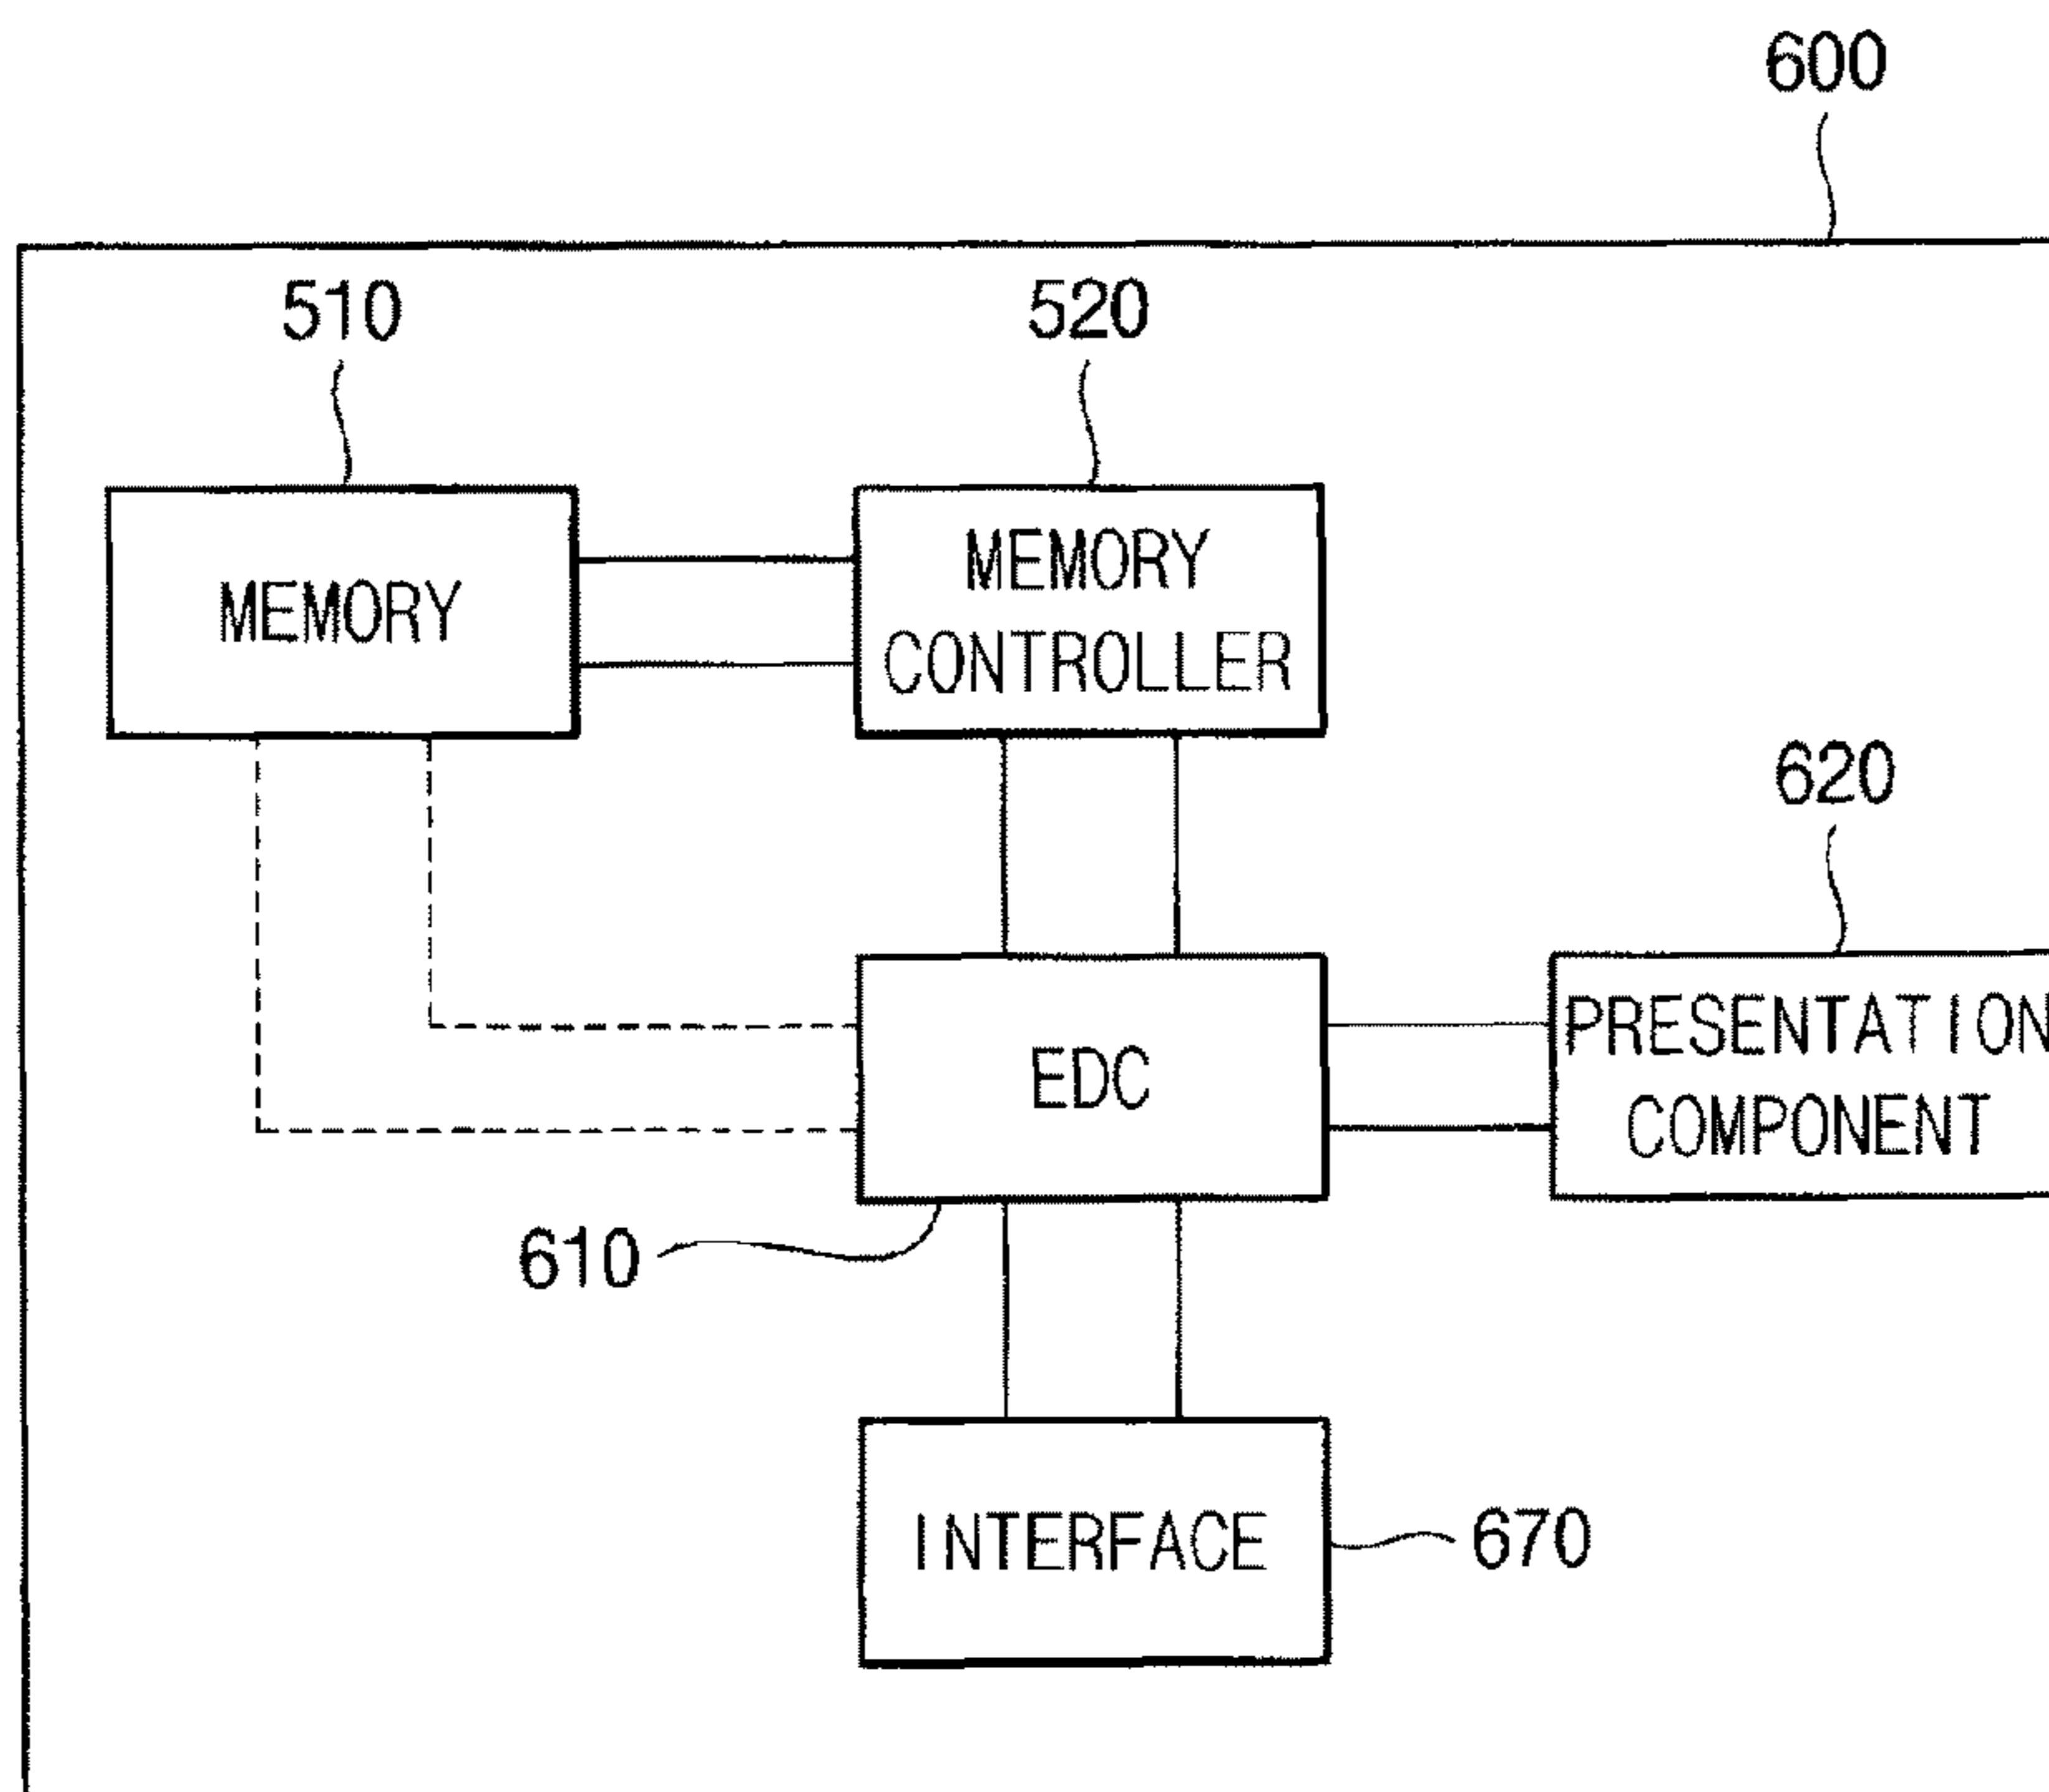 600
510
520
MEMORY
MEMORY
CONTROLLER
620
EDC
PRESENTATION
COMPONENT
610
INTERFACE
670